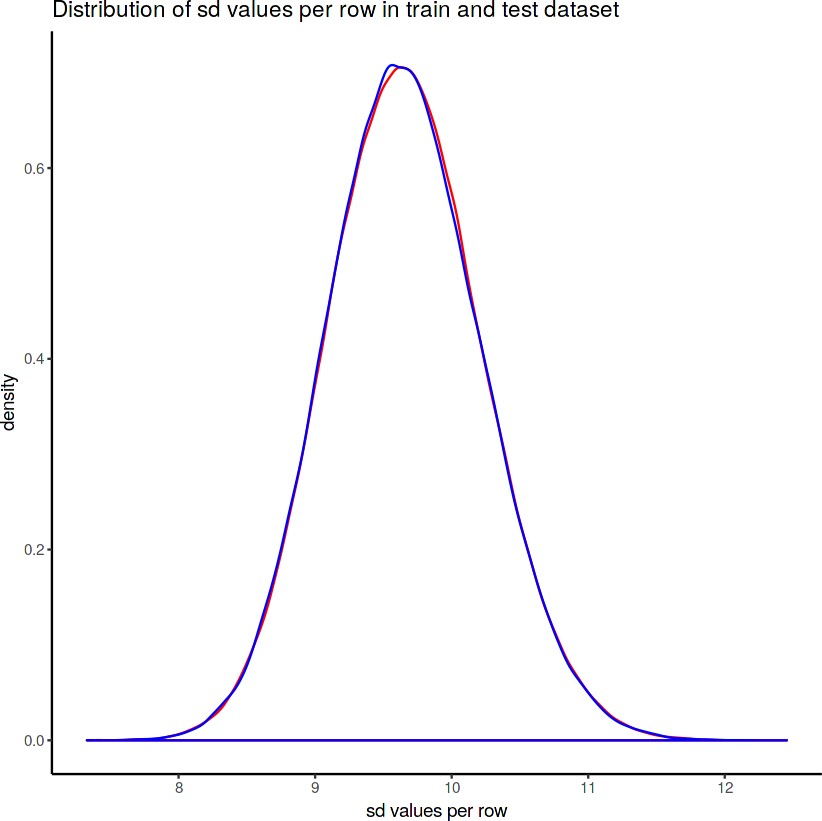 Distribution of sd values per row in train and test dataset
density
0.6
0.4
0.2
0.0
8 9 10 11 12
sd values per row